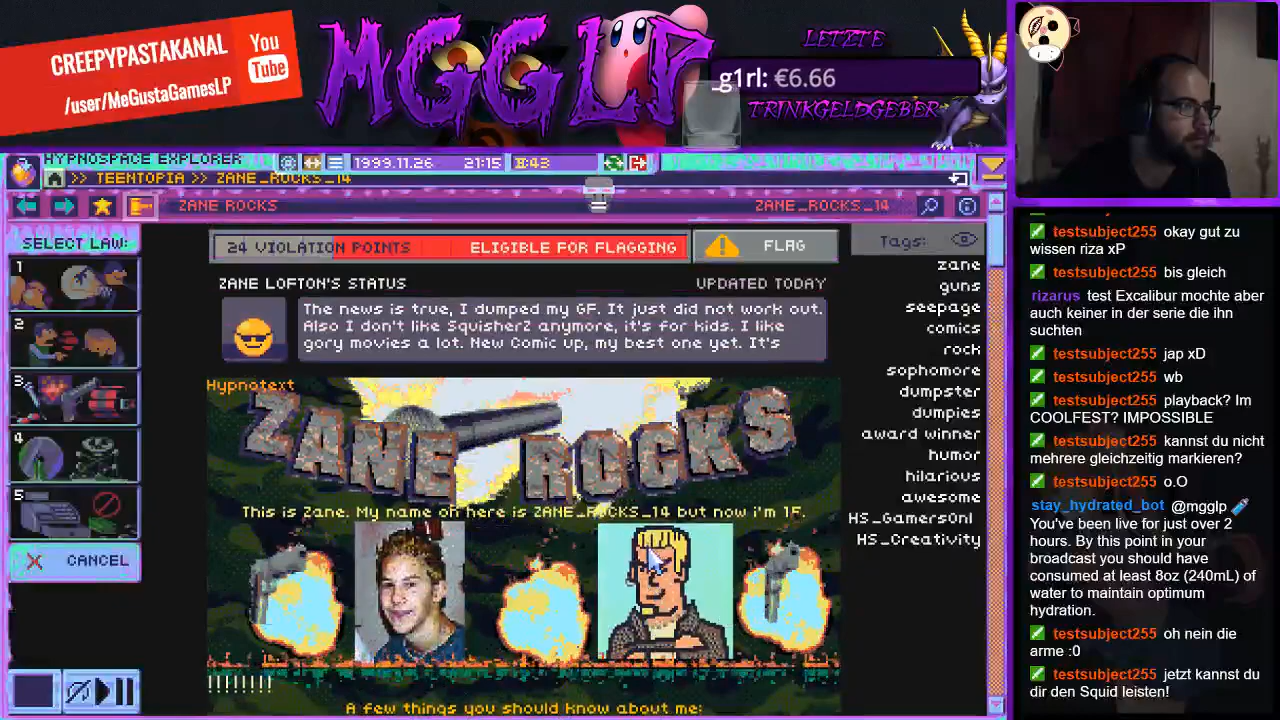 CREEPYPASTAKANAL
/user/MeGustaGamesLP
You
Tube
MGGLP
LETZTE
_g1rl: €6.66
TRINKGELDGEBER
HYPNOSPACE EXPLORER
1999.11.26 21:15
:43
>> TEENTOPIA >> ZANE_ROCKS_14
ZANE ROCKS
ZANE_ROCKS_14
SELECT LAW:
1
2
3
4
5
CANCEL
24 VIOLATION POINTS
ELIGIBLE FOR FLAGGING
FLAG
ZANE LOFTON'S STATUS
UPDATED TODAY
The news is true, I dumped my GF. It just did not work out.
Also I don't like SquisherZ anymore, it's for kids. I like
gory movies a lot. New Comic up, my best one yet. It's
Hypnotext
ZANE ROCKS
This is Zane. My name on here is ZANE_ROCKS_14 but now i'm 1F.
!!!!!!!!
A few things you should know about me:
Tags:
zane
guns
seepage
comics
rock
sophomore
dumpster
dumpies
award winner
humor
hilarious
awesome
HS_GamersOnl
HS_Creativity
testsubject255 okay gut zu
wissen riza xP
testsubject255 bis gleich
rizarus test Excalibur mochte aber
auch keiner in der serie die ihn
suchten
testsubject255 jap xD
testsubject255 wb
testsubject255 playback? Im
COOLFEST? IMPOSSIBLE
testsubject255 kannst du nicht
mehrere gleichzeitig markieren?
testsubject255 o.O
stay_hydrated_bot @mgglp
You've been live for just over 2
hours. By this point in your
broadcast you should have
consumed at least 8oz (240mL) of
water to maintain optimum
hydration.
testsubject255 oh nein die
arme :0
testsubject255 jetzt kannst du
dir den Squid leisten!